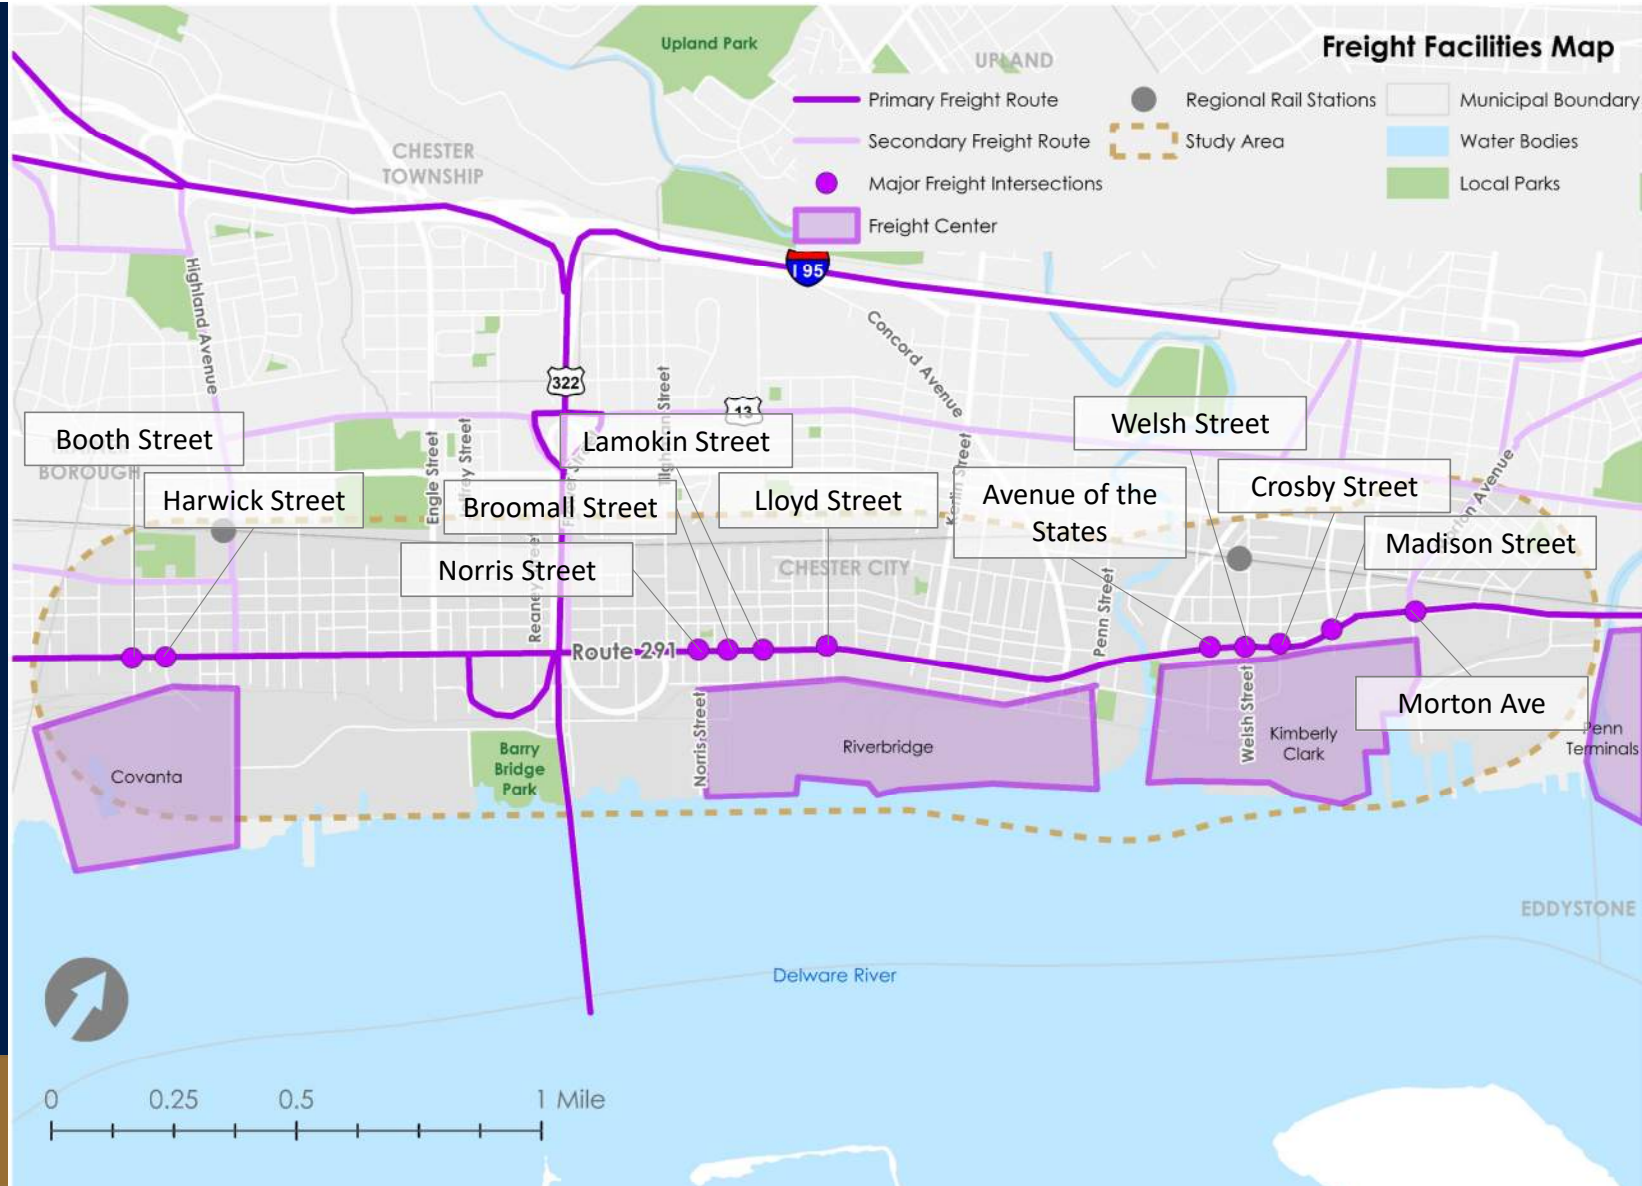 Freight Facilities Map
Upland Park
UPLAND
Primary Freight Route
Regional Rail Stations
Municipal Boundary
Secondary Freight Route
Study Area
Water Bodies
Major Freight Intersections
Local Parks
Freight Center
CHESTER
TOWNSHIP
I 95
Highland Avenue
Concord Avenue
322
13
Booth Street
BOROUGH
Harwick Street
Engle Street
Lamokin Street
Broomall Street
Norris Street
Lloyd Street
Avenue of the
States
Welsh Street
Crosby Street
Madison Street
CHESTER CITY
Penn Street
Route 291
Morton Ave
Norris Street
Welsh Street
Covanta
Barry
Bridge
Park
Riverbridge
Kimberly
Clark
Penn
Terminals
EDDYSTONE
Delware River
0 0.25 0.5 1 Mile